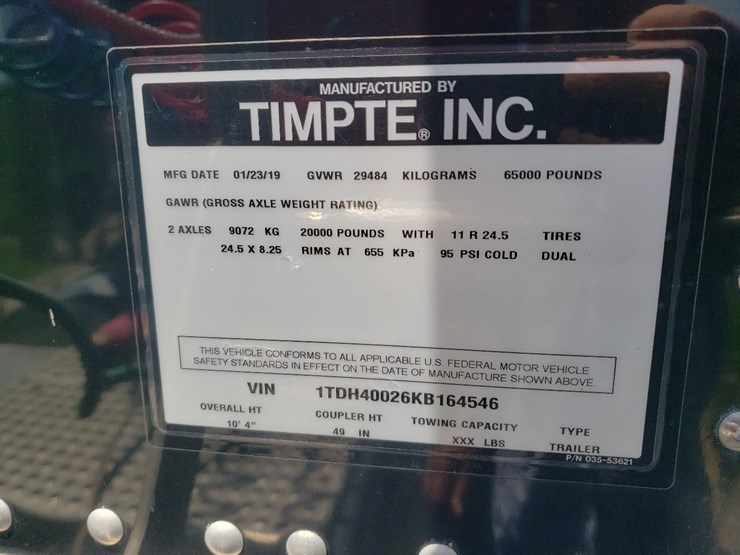 MANUFACTURED BY
TIMPTE® INC.
MFG DATE 01/23/19 GVWR 29484 KILOGRAMS 65000 POUNDS
GAWR (GROSS AXLE WEIGHT RATING)
2 AXLES 9072 KG 20000 POUNDS WITH 11 R 24.5 TIRES
24.5 X 8.25 RIMS AT 655 KPa 95 PSI COLD DUAL
THIS VEHICLE CONFORMS TO ALL APPLICABLE U.S. FEDERAL MOTOR VEHICLE
SAFETY STANDARDS IN EFFECT ON THE DATE OF MANUFACTURE SHOWN ABOVE.
VIN 1TDH40026KB164546
OVERALL HT COUPLER HT TOWING CAPACITY TYPE
10' 4" 49 IN XXX LBS TRAILER
P/N 035-53621